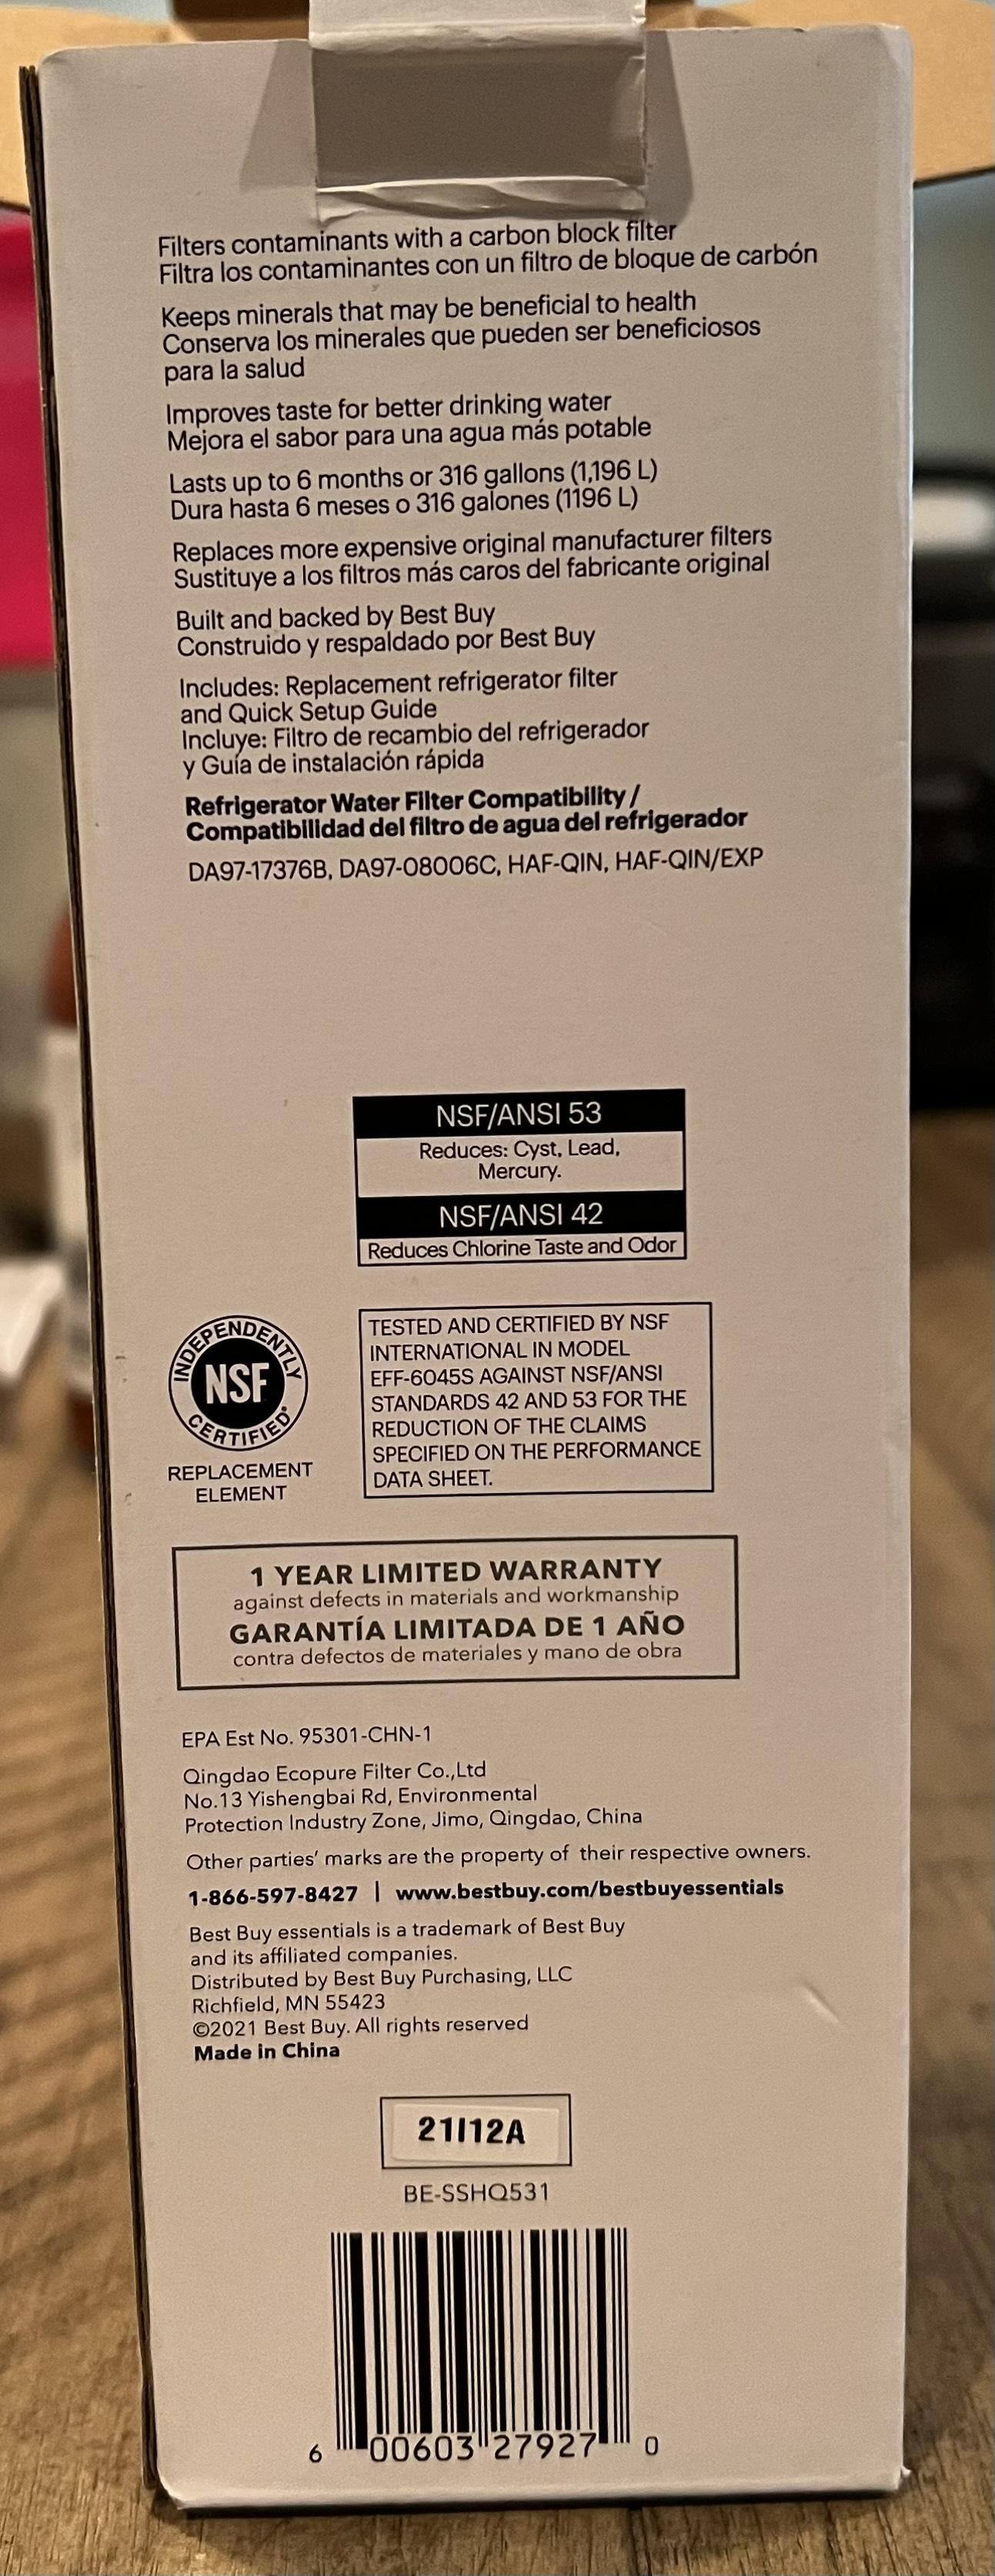 Filters contaminants with a carbon block filter
Filtra los contaminantes con un filtro de bloque de carbón
Keeps minerals that may be beneficial to health
Conserva los minerales que pueden ser beneficiosos
para la salud
Improves taste for better drinking water
Mejora el sabor para una agua más potable
Lasts up to 6 months or 316 gallons (1,196 L)
Dura hasta 6 meses o 316 galones (1196 L)
Replaces more expensive original manufacturer filters
Sustituye a los filtros más caros del fabricante original
Built and backed by Best Buy
Construido y respaldado por Best Buy
Includes: Replacement refrigerator filter
and Quick Setup Guide
Incluye: Filtro de recambio del refrigerador
y Guía de instalación rápida
Refrigerator Water Filter Compatibility /
Compatibilidad del filtro de agua del refrigerador
DA97-17376B, DA97-08006C, HAF-QIN, HAF-QIN/EXP
NSF/ANSI 53
Reduces: Cyst, Lead,
Mercury.
NSF/ANSI 42
Reduces Chlorine Taste and Odor
INDEPENDENTLY
NSF
CERTIFIED
REPLACEMENT
ELEMENT
TESTED AND CERTIFIED BY NSF
INTERNATIONAL IN MODEL
EFF-6045S AGAINST NSF/ANSI
STANDARDS 42 AND 53 FOR THE
REDUCTION OF THE CLAIMS
SPECIFIED ON THE PERFORMANCE
DATA SHEET.
1 YEAR LIMITED WARRANTY
against defects in materials and workmanship
GARANTÍA LIMITADA DE 1 AÑO
contra defectos de materiales y mano de obra
EPA Est No. 95301-CHN-1
Qingdao Ecopure Filter Co.,Ltd
No.13 Yishengbai Rd, Environmental
Protection Industry Zone, Jimo, Qingdao, China
Other parties' marks are the property of their respective owners.
1-866-597-8427 | www.bestbuy.com/bestbuyessentials
Best Buy essentials is a trademark of Best Buy
and its affiliated companies.
Distributed by Best Buy Purchasing, LLC
Richfield, MN 55423
©2021 Best Buy. All rights reserved
Made in China
21I12A
BE-SSHQ531
6 00603 27927 0